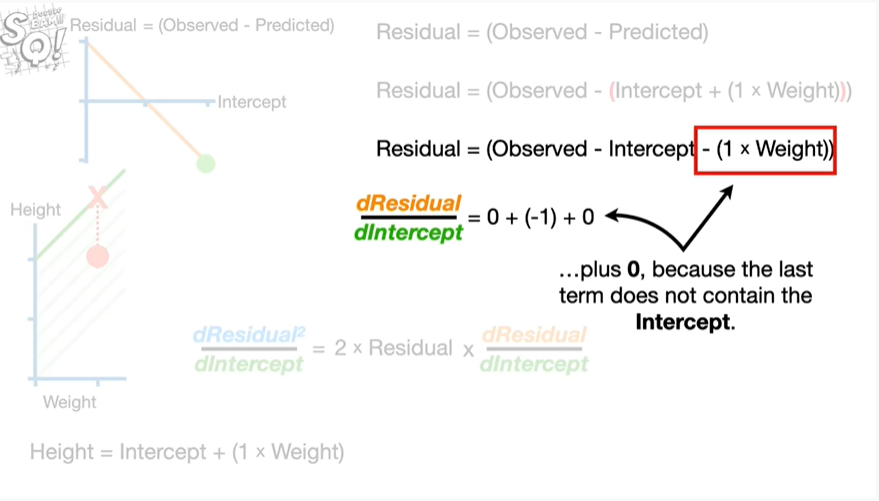 StatQuest!
Residual = (Observed - Predicted)
Intercept
Height
Weight
Residual = (Observed - Predicted)
Residual = (Observed - (Intercept + (1 × Weight)))
Residual = (Observed - Intercept - (1 × Weight))
dResidual
dIntercept
= 0 + (-1) + 0
…plus 0, because the last
term does not contain the
Intercept.
dResidual²
dIntercept
= 2 × Residual ×
dResidual
dIntercept
Height = Intercept + (1 × Weight)